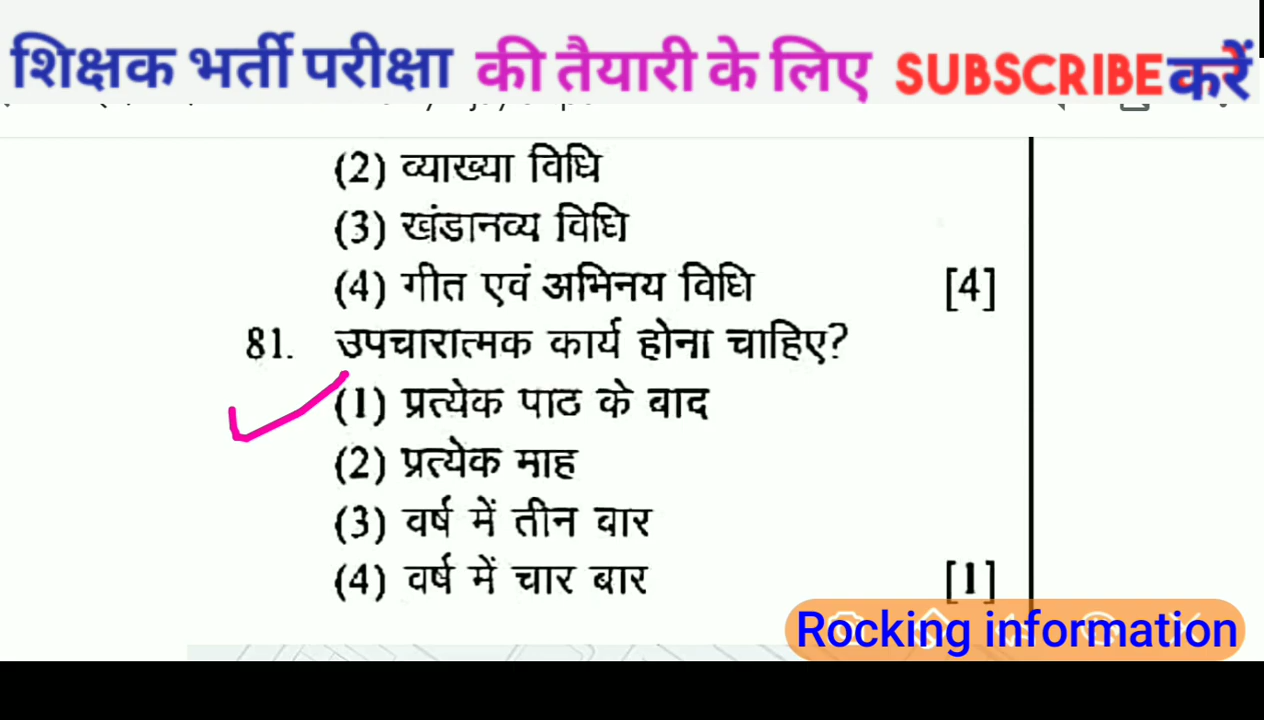 शिक्षक भर्ती परीक्षा की तैयारी के लिए SUBSCRIBE करें
(2) व्याख्या विधि
(3) खंडानव्य विधि
(4) गीत एवं अभिनय विधि [4]
81. उपचारात्मक कार्य होना चाहिए?
(1) प्रत्येक पाठ के बाद
(2) प्रत्येक माह
(3) वर्ष में तीन बार
(4) वर्ष में चार बार [1]
Rocking information